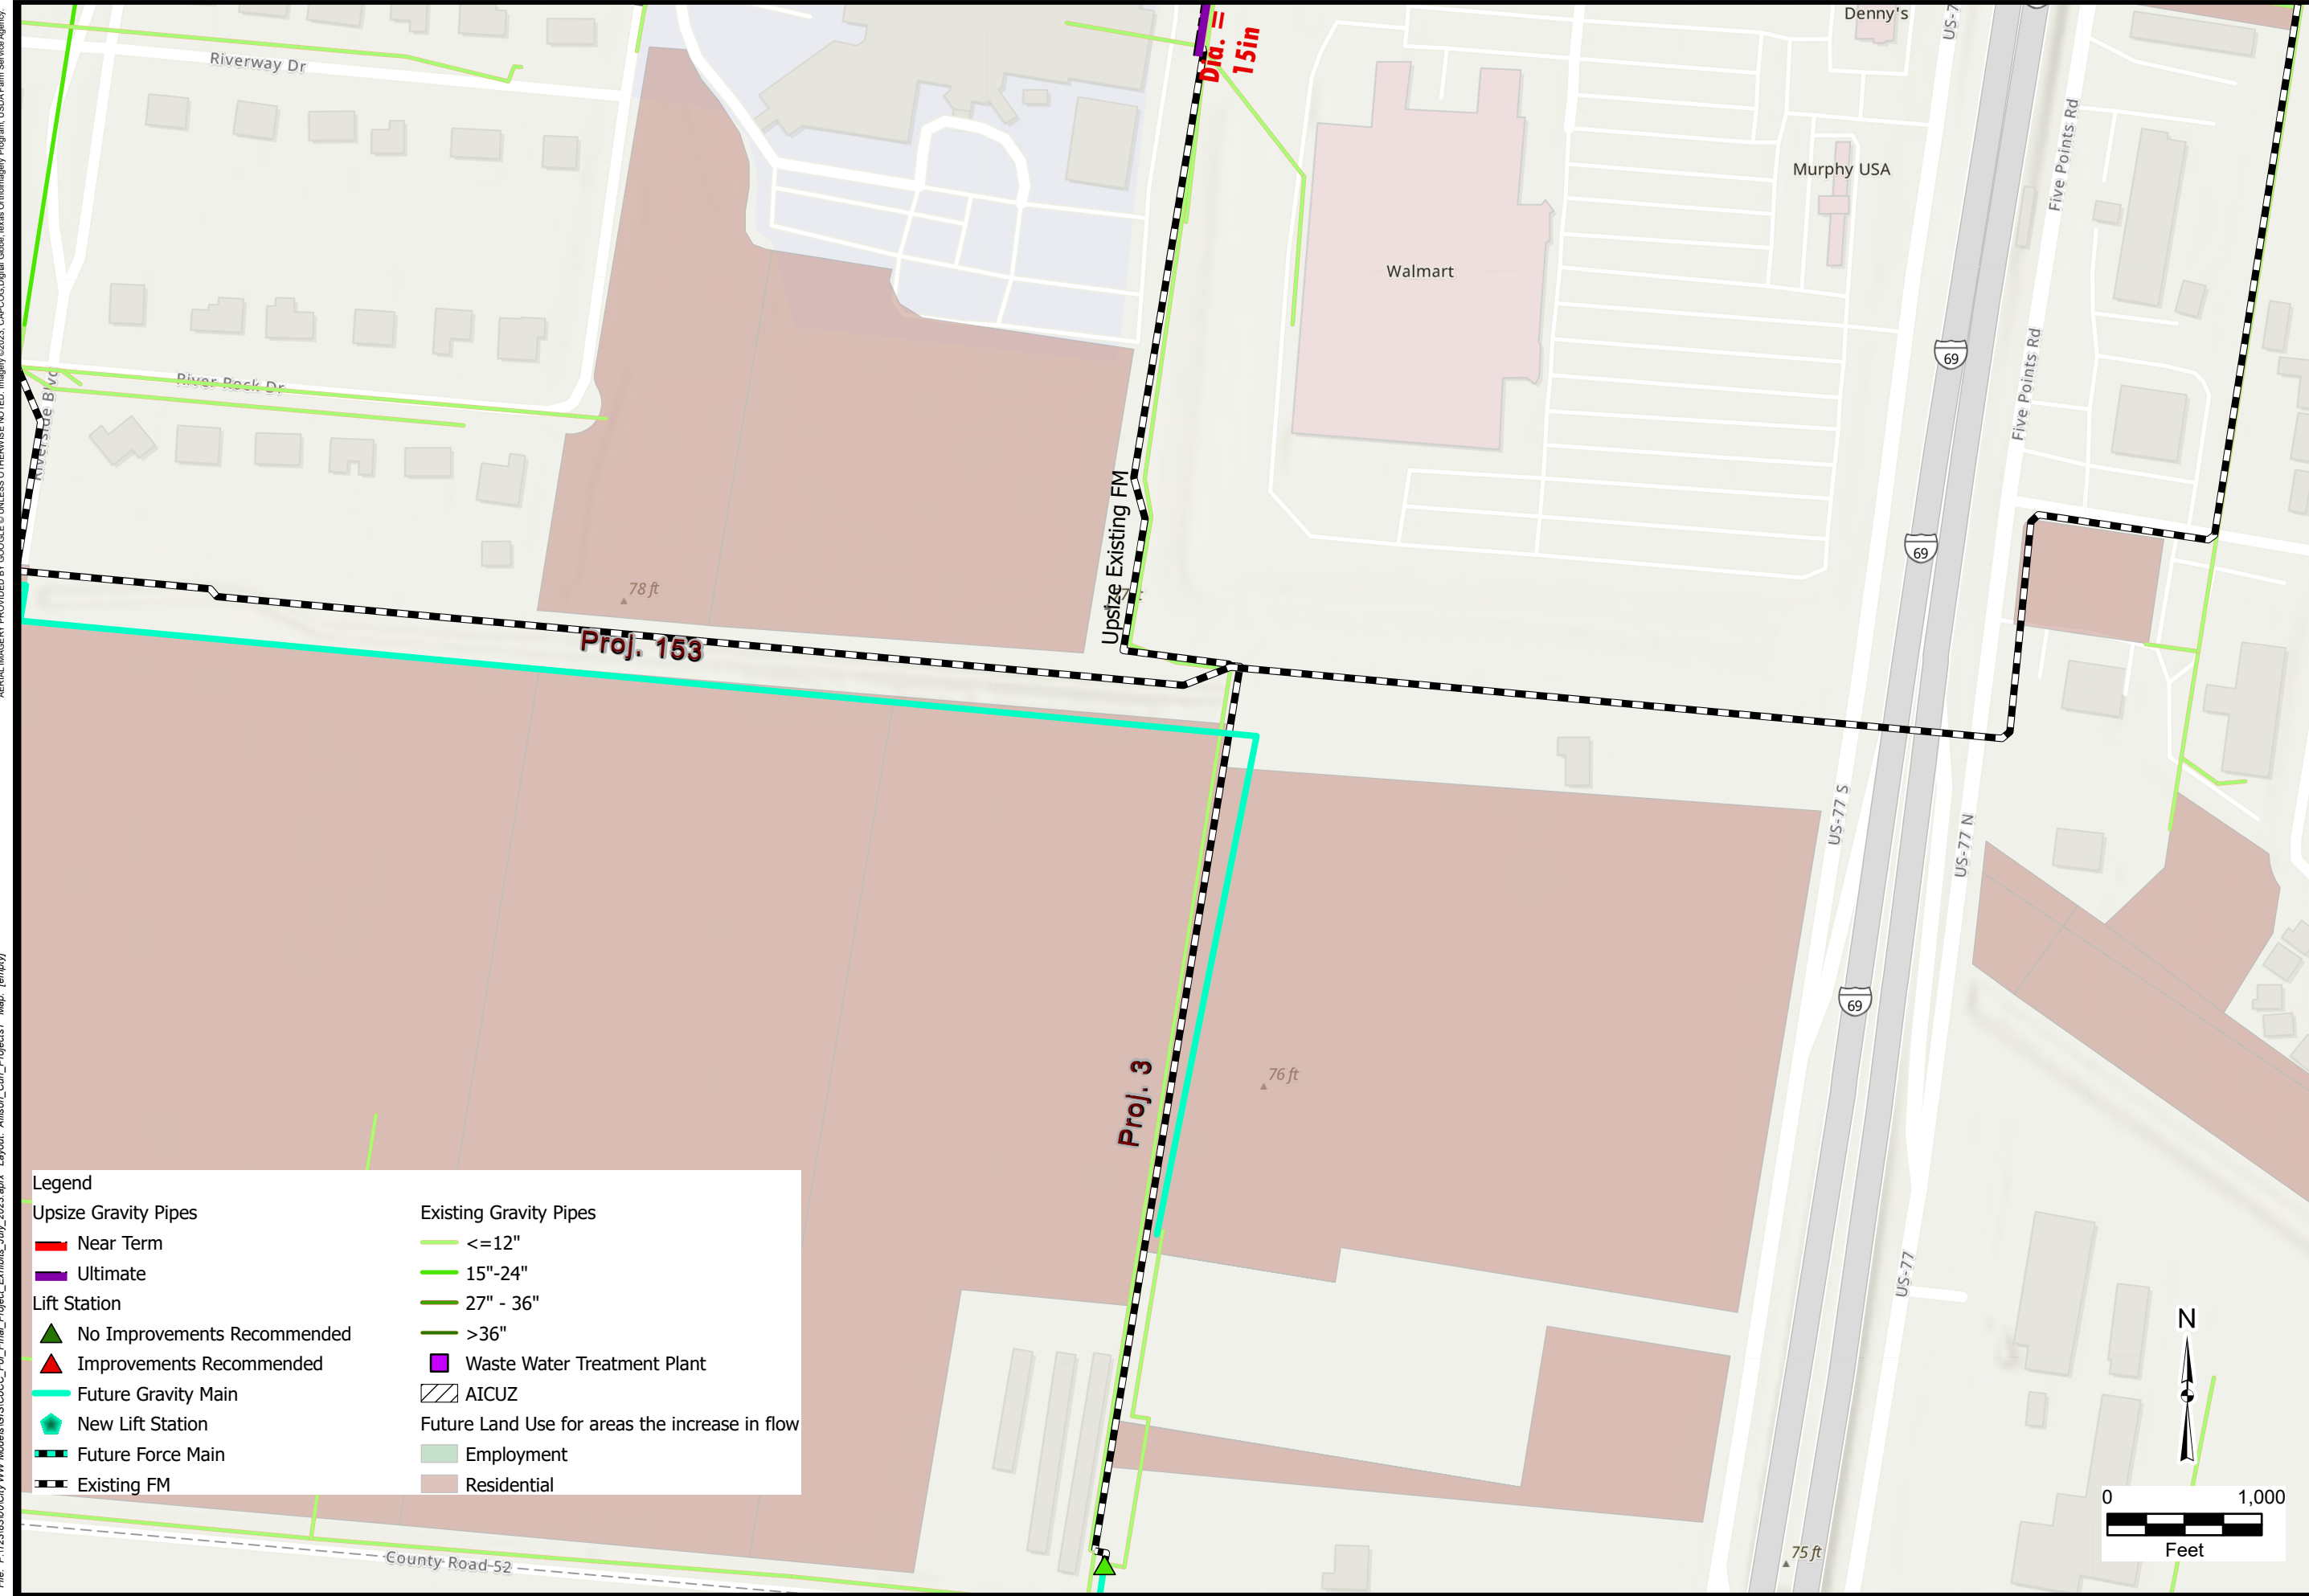 Denny's
US-7
Dia. =
15in
Riverway Dr
Five Points Rd
Murphy USA
Walmart
69
Five Points Rd
River Rock Dr
Riverside Blvd
Upsize Existing FM
69
78 ft
Proj. 153
US-77 S
US-77 N
69
76 ft
Proj. 3
US-77
Legend
Upsize Gravity Pipes
Near Term
Ultimate
Lift Station
No Improvements Recommended
Improvements Recommended
Future Gravity Main
New Lift Station
Future Force Main
Existing FM
Existing Gravity Pipes
<=12"
15"-24"
27" - 36"
>36"
Waste Water Treatment Plant
AICUZ
Future Land Use for areas the increase in flow
Employment
Residential
N
0 1,000
Feet
County Road 52
75 ft